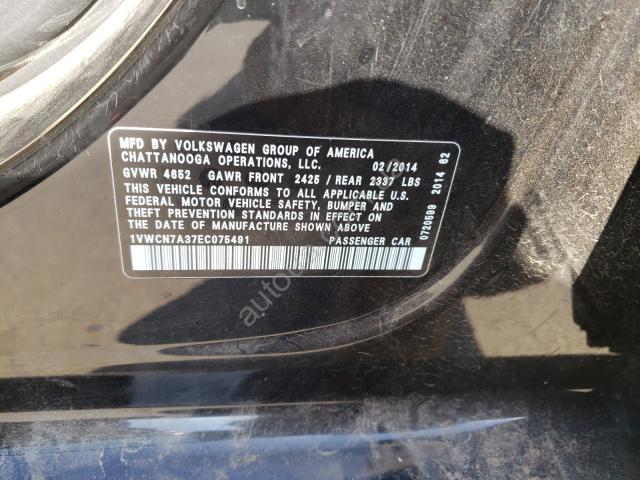 MFD BY VOLKSWAGEN GROUP OF AMERICA
CHATTANOOGA OPERATIONS, LLC. 02/2014
GVWR 4652 GAWR FRONT 2425/REAR 2337 LBS
THIS VEHICLE CONFORMS TO ALL APPLICABLE U.S.
FEDERAL MOTOR VEHICLE SAFETY, BUMPER AND
THEFT PREVENTION STANDARDS IN EFFECT ON
THE DATE OF MANUFACTURE SHOWN ABOVE
1VWCN7A37EC075491 PASSENGER CAR
0720599 2014 62